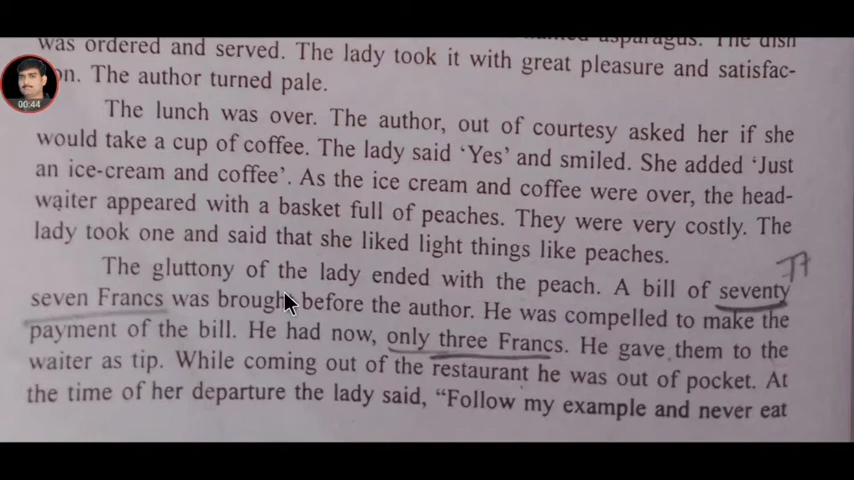 asparagus. The dish
was ordered and served. The lady took it with great pleasure and satisfac-
on. The author turned pale.
00:44
The lunch was over. The author, out of courtesy asked her if she
would take a cup of coffee. The lady said ‘Yes’ and smiled. She added ‘Just
an ice-cream and coffee’. As the ice cream and coffee were over, the head-
waiter appeared with a basket full of peaches. They were very costly. The
lady took one and said that she liked light things like peaches.
The gluttony of the lady ended with the peach. A bill of seventy
77
seven Francs was brough before the author. He was compelled to make the
payment of the bill. He had now, only three Francs. He gave them to the
waiter as tip. While coming out of the restaurant he was out of pocket. At
the time of her departure the lady said, “Follow my example and never eat